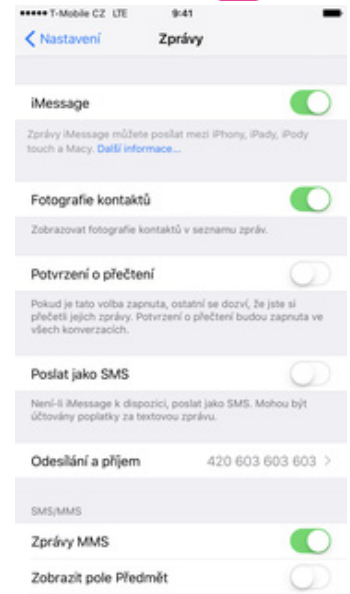 T-Mobile CZ LTE 9:41
Nastavení Zprávy
iMessage
Zprávy iMessage můžete posílat mezi iPhony, iPady, iPody
touch a Macy. Další informace...
Fotografie kontaktů
Zobrazovat fotografie kontaktů v seznamu zpráv.
Potvrzení o přečtení
Pokud je tato volba zapnuta, ostatní se dozví, že jste si
přečetli jejich zprávy. Potvrzení o přečtení budou zapnuta ve
všech konverzacích.
Poslat jako SMS
Není-li iMessage k dispozici, poslat jako SMS. Mohou být
účtovány poplatky za textovou zprávu.
Odesílání a příjem 420 603 603 603
SMS/MMS
Zprávy MMS
Zobrazit pole Předmět